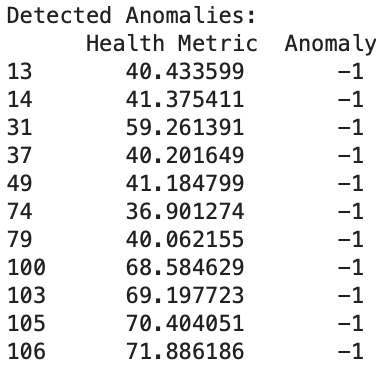 Detected Anomalies:
Health Metric Anomaly
13 40.433599 -1
14 41.375411 -1
31 59.261391 -1
37 40.201649 -1
49 41.184799 -1
74 36.901274 -1
79 40.062155 -1
100 68.584629 -1
103 69.197723 -1
105 70.404051 -1
106 71.886186 -1